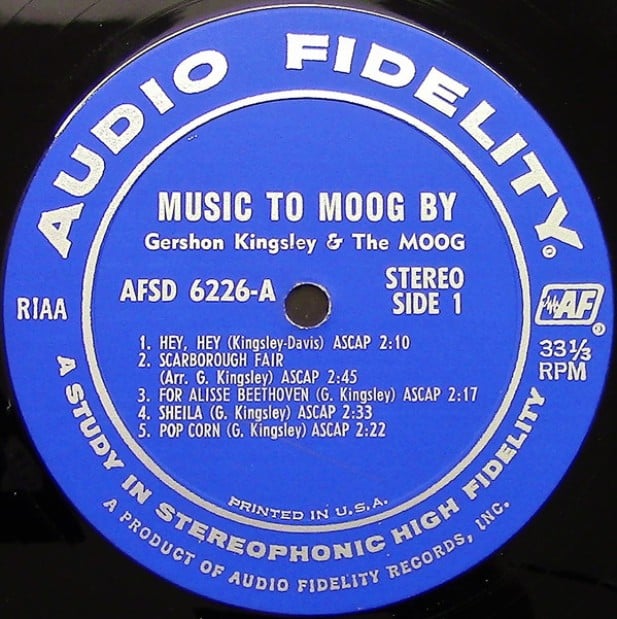 AUDIO FIDELITY®
MUSIC TO MOOG BY
Gershon Kingsley & The MOOG
AFSD 6226-A
STEREO
SIDE 1
RIAA
AF®
33⅓
RPM
1. HEY, HEY (Kingsley-Davis) ASCAP 2:10
2. SCARBOROUGH FAIR
(Arr. G. Kingsley) ASCAP 2:45
3. FOR ALISSE BEETHOVEN (G. Kingsley) ASCAP 2:17
4. SHEILA (G. Kingsley) ASCAP 2:33
5. POP CORN (G. Kingsley) ASCAP 2:22
PRINTED IN U.S.A.
A STUDY IN STEREOPHONIC HIGH FIDELITY
A PRODUCT OF AUDIO FIDELITY RECORDS, INC.